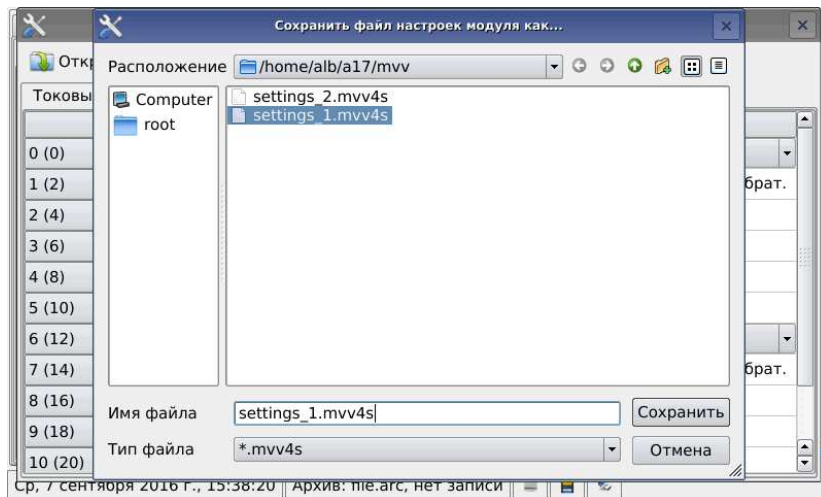 Сохранить файл настроек модуля как...
Расположение /home/alb/a17/mvv
Computer
root
settings_2.mvv4s
settings_1.mvv4s
Имя файла settings_1.mvv4s Сохранить
Тип файла *.mvv4s Отмена
Откр
Токовы
0 (0)
1 (2) брат.
2 (4)
3 (6)
4 (8)
5 (10)
6 (12)
7 (14) брат.
8 (16)
9 (18)
10 (20)
Ср, 7 сентября 2016 г., 15:38:20 Архив: file.arc, нет записи